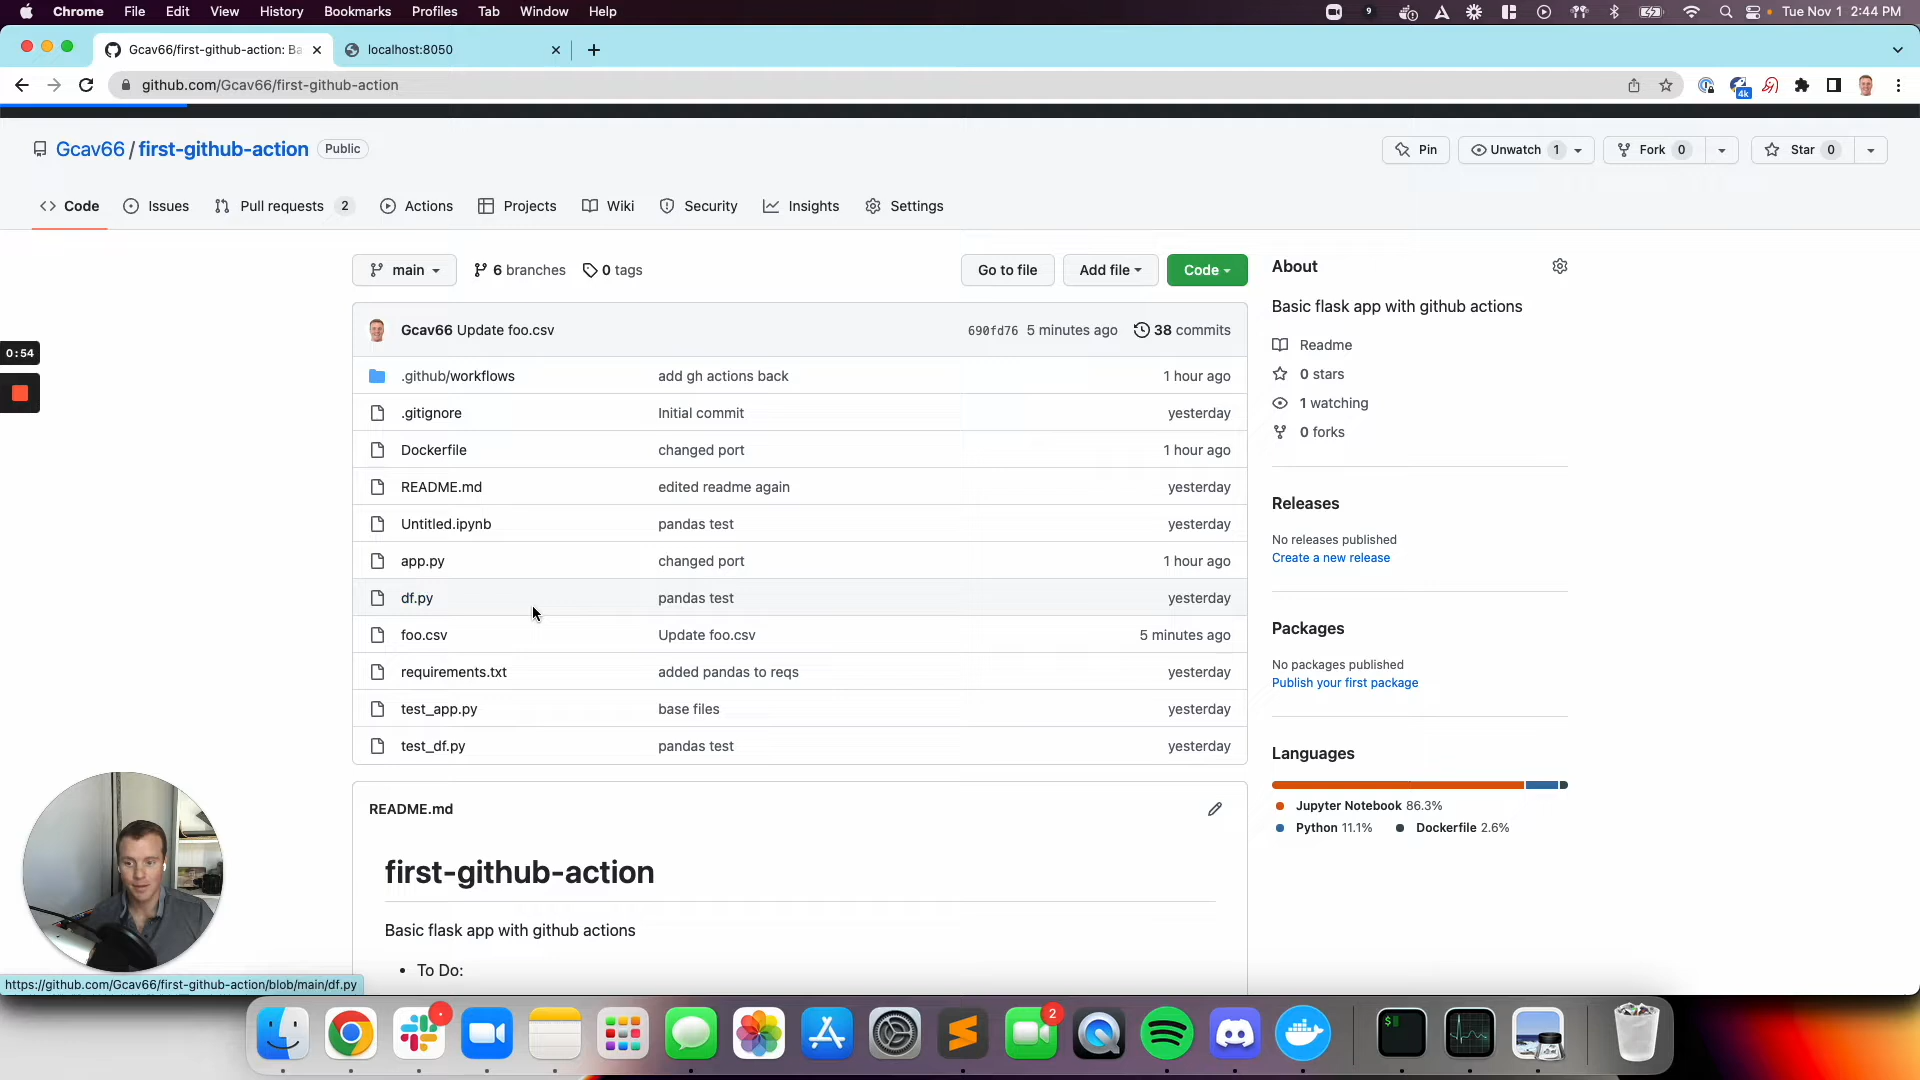 Chrome File Edit View History Bookmarks Profiles Tab Window Help 9 Tue Nov 1 2:44 PM
Gcav66/first-github-action: Ba localhost:8050
github.com/Gcav66/first-github-action 4k
Gcav66 / first-github-action Public Pin Unwatch 1 Fork 0 Star 0
Code Issues Pull requests 2 Actions Projects Wiki Security Insights Settings
main 6 branches 0 tags Go to file Add file Code
About
Basic flask app with github actions
Gcav66 Update foo.csv 690fd76 5 minutes ago 38 commits
Readme
0:54
.github/workflows add gh actions back 1 hour ago
0 stars
.gitignore Initial commit yesterday
1 watching
0 forks
Dockerfile changed port 1 hour ago
README.md edited readme again yesterday
Releases
Untitled.ipynb pandas test yesterday
No releases published
Create a new release
app.py changed port 1 hour ago
df.py pandas test yesterday
Packages
foo.csv Update foo.csv 5 minutes ago
No packages published
requirements.txt added pandas to reqs yesterday
Publish your first package
test_app.py base files yesterday
test_df.py pandas test yesterday
Languages
Jupyter Notebook 86.3%
Python 11.1% Dockerfile 2.6%
README.md
first-github-action
Basic flask app with github actions
• To Do:
https://github.com/Gcav66/first-github-action/blob/main/df.py
2
$